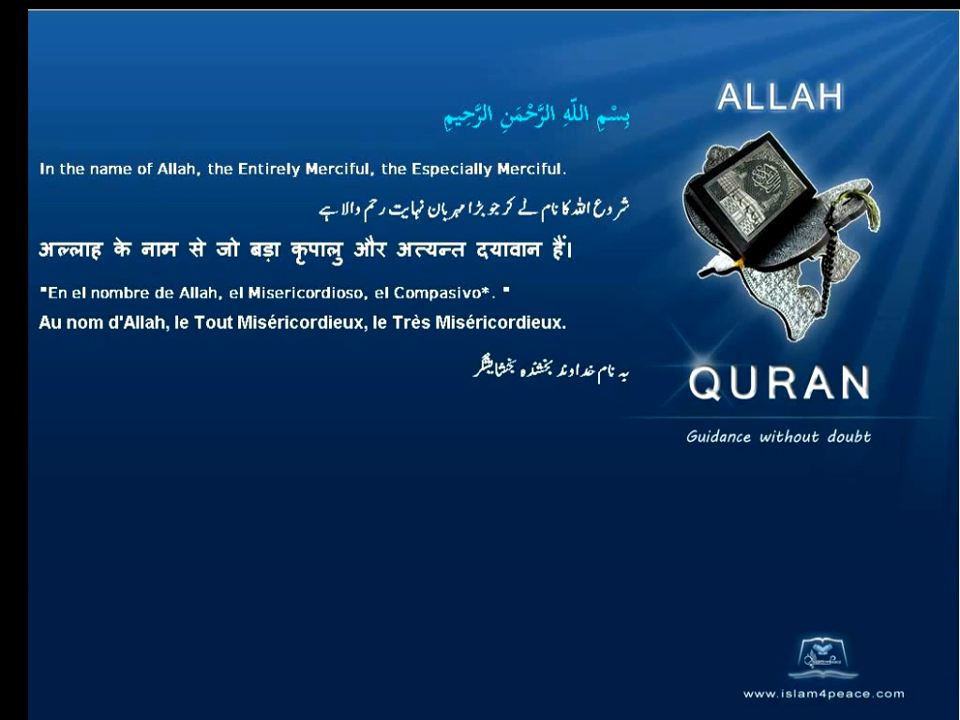 بِسْمِ اللّهِ الرَّحْمَنِ الرَّحِيمِ
In the name of Allah, the Entirely Merciful, the Especially Merciful.
شروع اللہ کا نام لے کر جو بڑا مہربان نہایت رحم والا ہے
अल्लाह के नाम से जो बड़ा कृपालु और अत्यन्त दयावान हैं।
"En el nombre de Allah, el Misericordioso, el Compasivo*. "
Au nom d'Allah, le Tout Miséricordieux, le Très Miséricordieux.
به نام خداوند بخشنده بخشایشگر
ALLAH
QURAN
Guidance without doubt
www.islam4peace.com